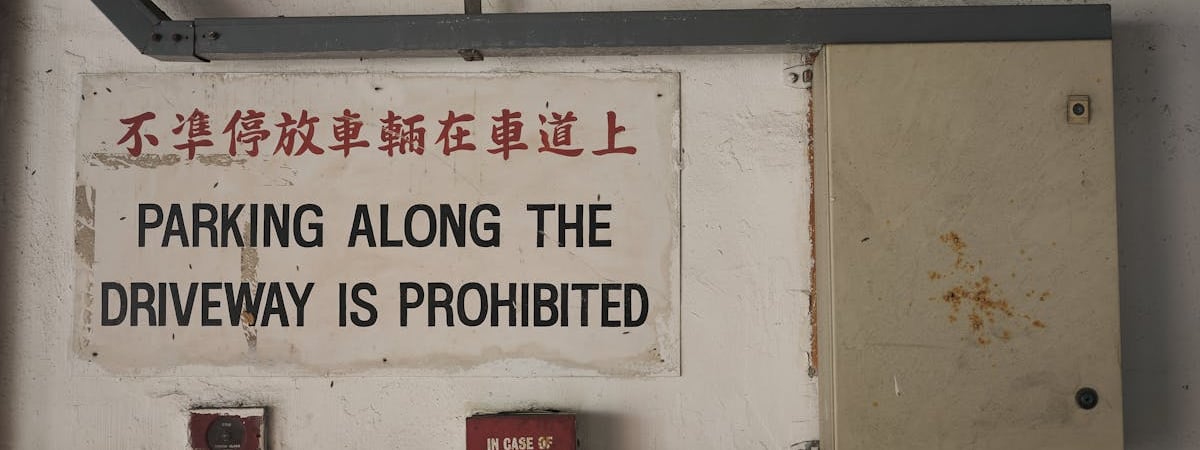 不準停放車輛在車道上
PARKING ALONG THE
DRIVEWAY IS PROHIBITED
IN CASE OF